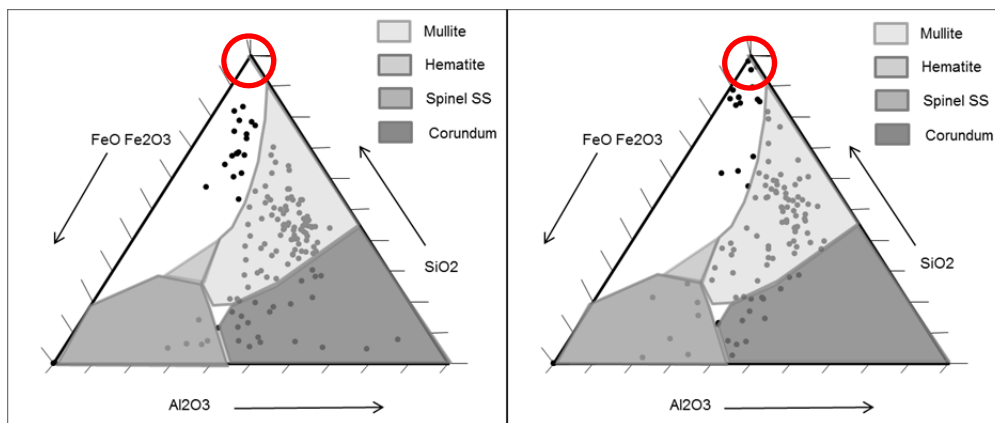 Mullite
Hematite
Spinel SS
Corundum
FeO Fe2O3
SiO2
Al2O3
Mullite
Hematite
Spinel SS
Corundum
FeO Fe2O3
SiO2
Al2O3